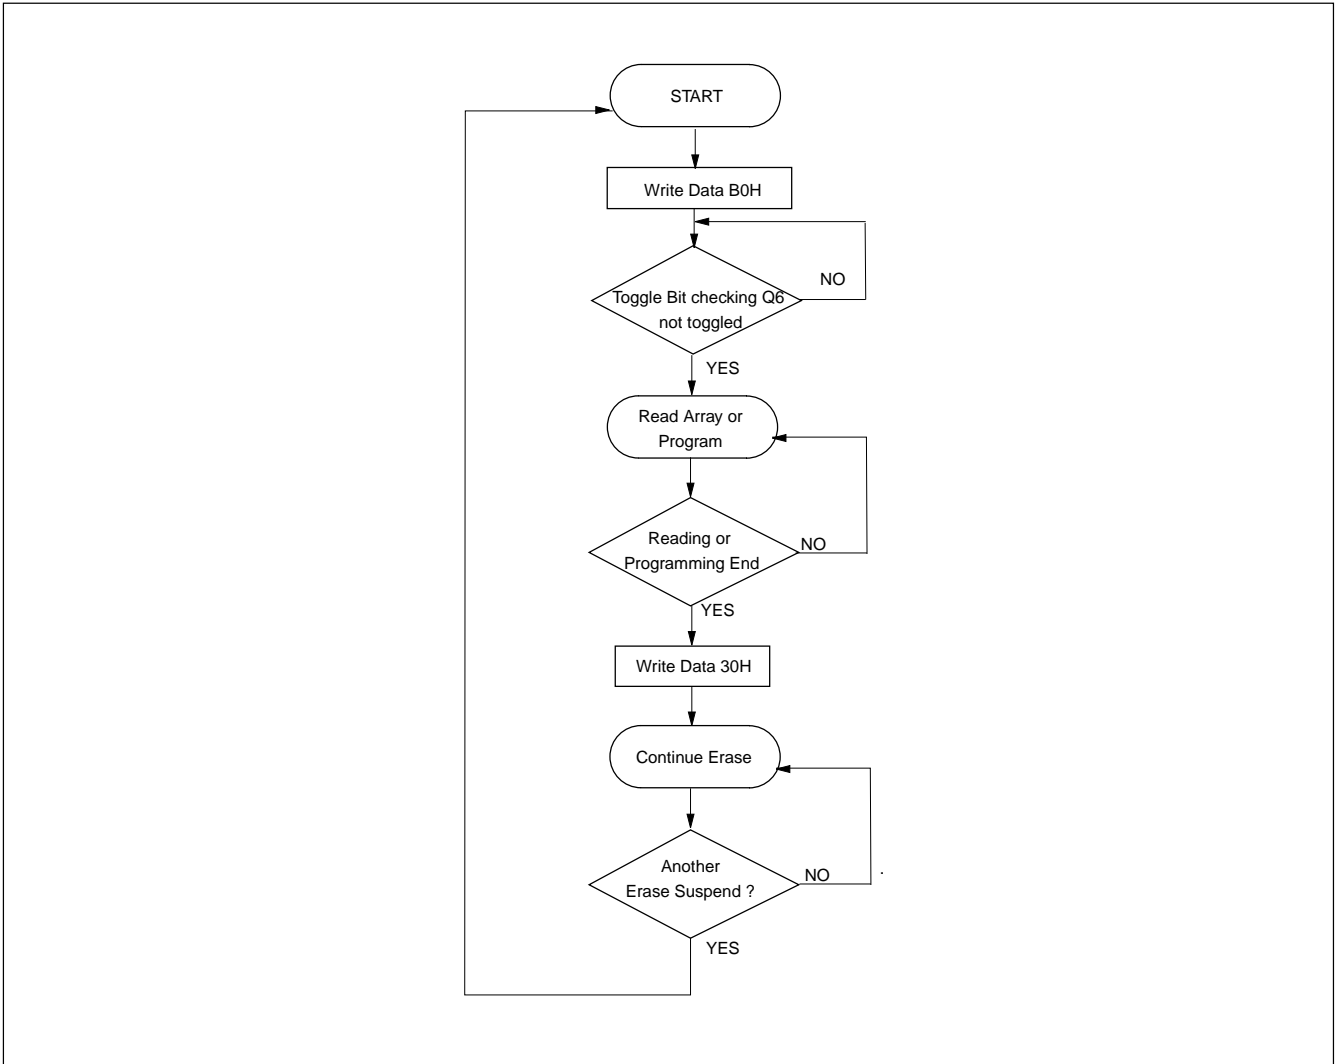 START
Write Data B0H
NO
Toggle Bit checking Q6
not toggled
YES
Read Array or
Program
Reading or
Programming End
NO
YES
Write Data 30H
Continue Erase
Another
Erase Suspend ?
NO
.
YES